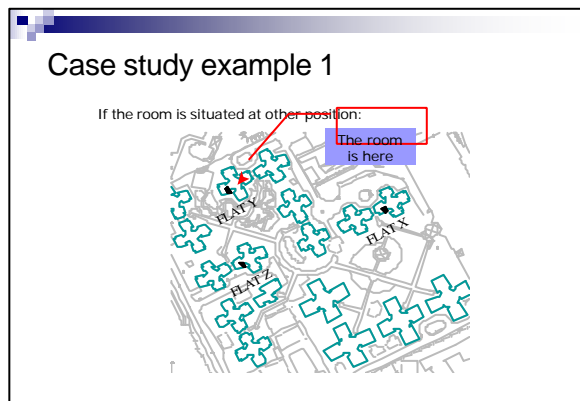 Case study example 1
If the room is situated at other position:
The room
is here
FLAT Y
FLAT X
FLAT Z